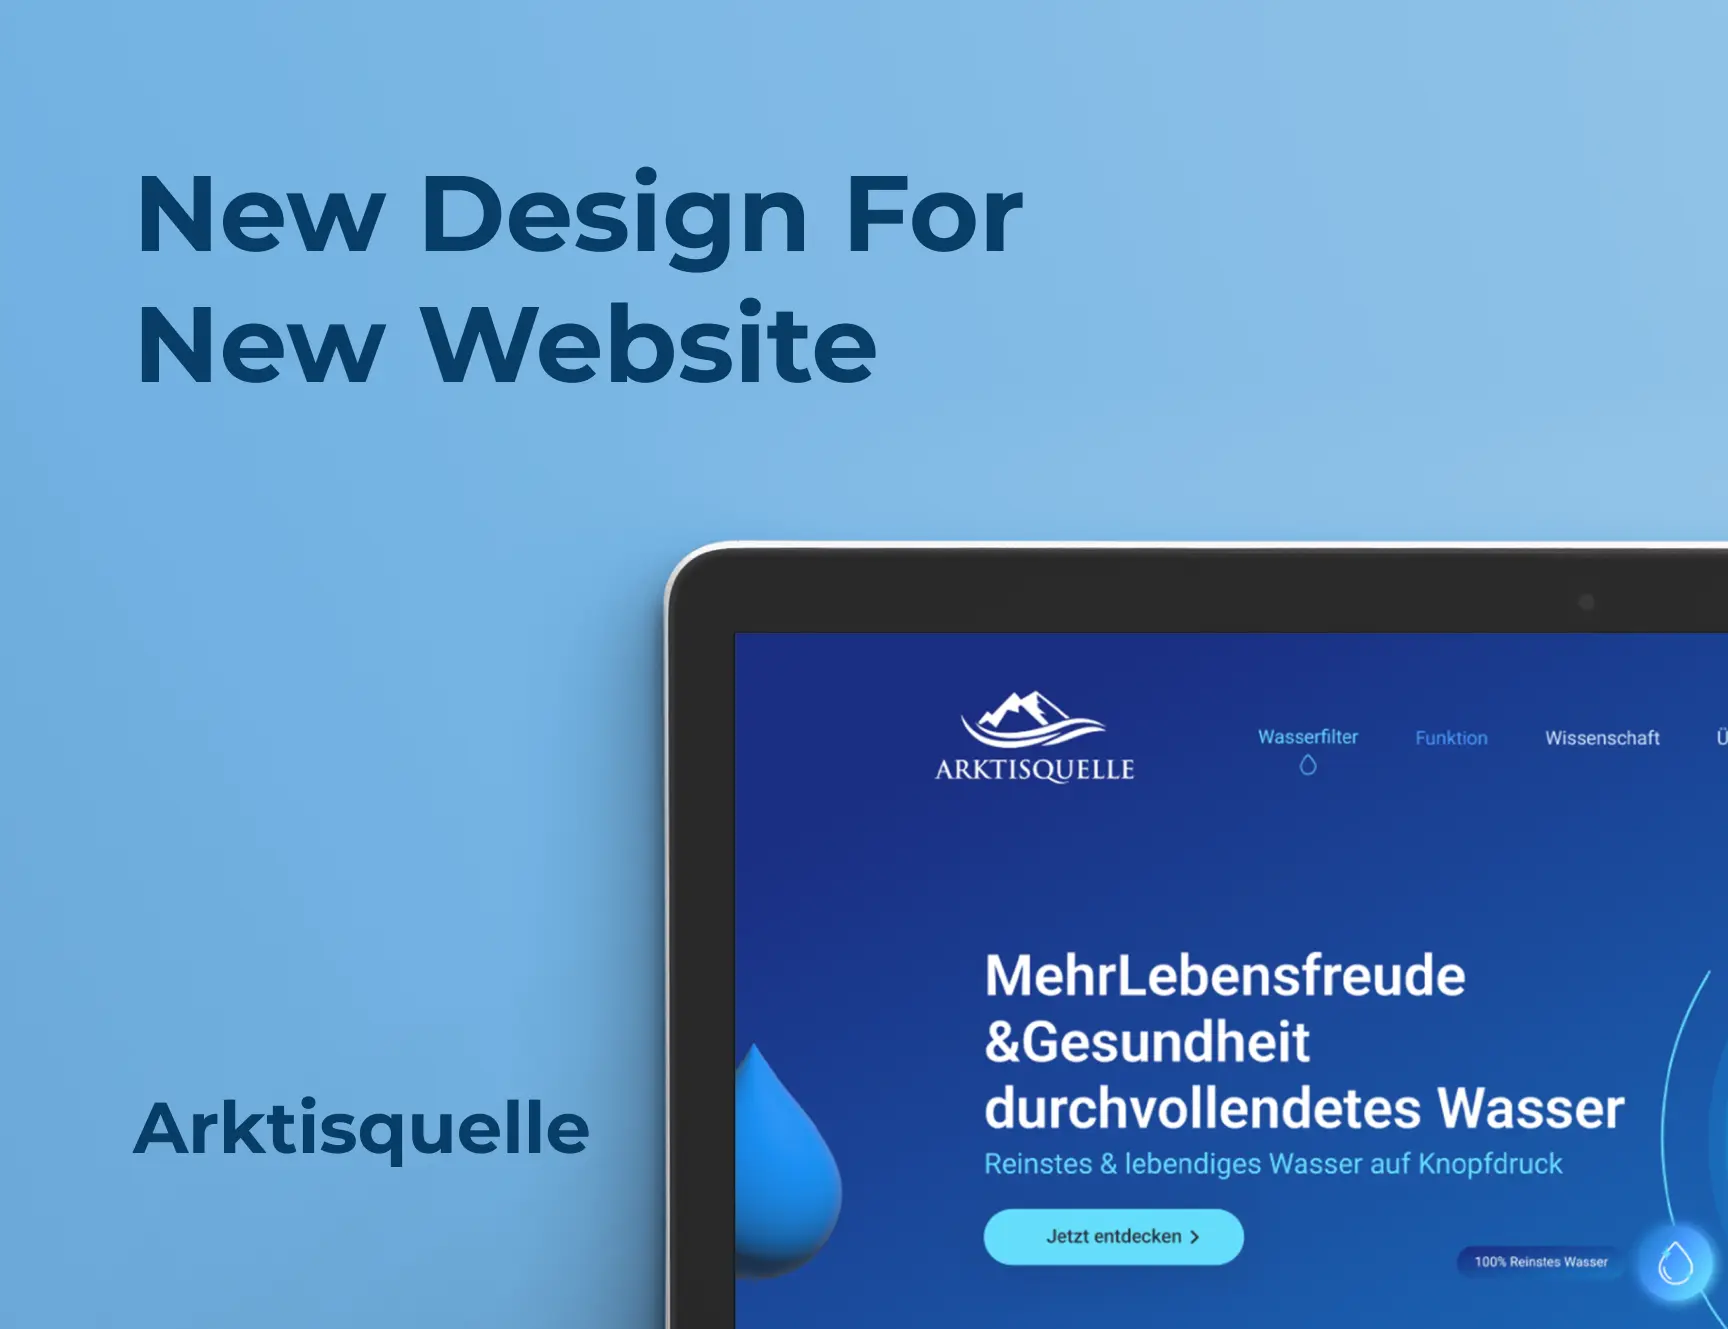 New Design For
New Website
ARKTISQUELLE
Wasserfilter
Funktion
Wissenschaft
Ü
MehrLebensfreude
&Gesundheit
durchvollendetes Wasser
Reinstes & lebendiges Wasser auf Knopfdruck
Jetzt entdecken >
100% Reinstes Wasser
Arktisquelle